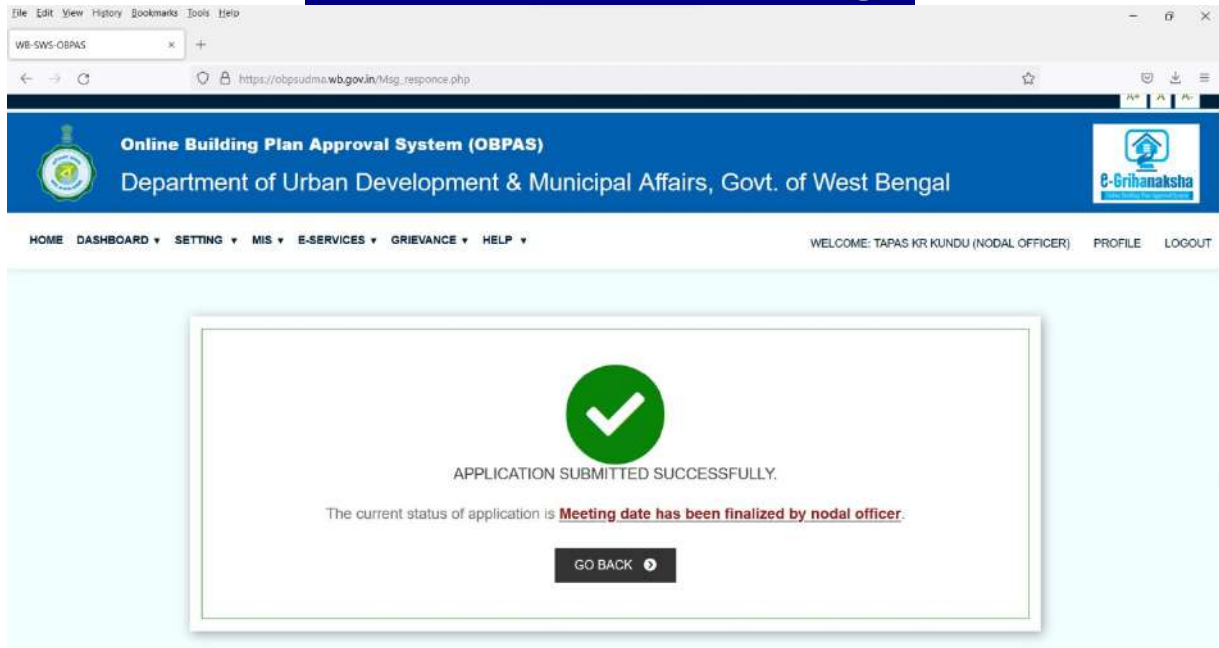 File Edit View History Bookmarks Tools Help
WB-SWS-OBPAS
https://obpsudma.wb.gov.in/Msg_responce.php
A+ A A-
Online Building Plan Approval System (OBPAS)
Department of Urban Development & Municipal Affairs, Govt. of West Bengal
e-Grihanaksha
HOME DASHBOARD SETTING MIS E-SERVICES GRIEVANCE HELP WELCOME: TAPAS KR KUNDU (NODAL OFFICER) PROFILE LOGOUT
APPLICATION SUBMITTED SUCCESSFULLY.
The current status of application is Meeting date has been finalized by nodal officer.
GO BACK